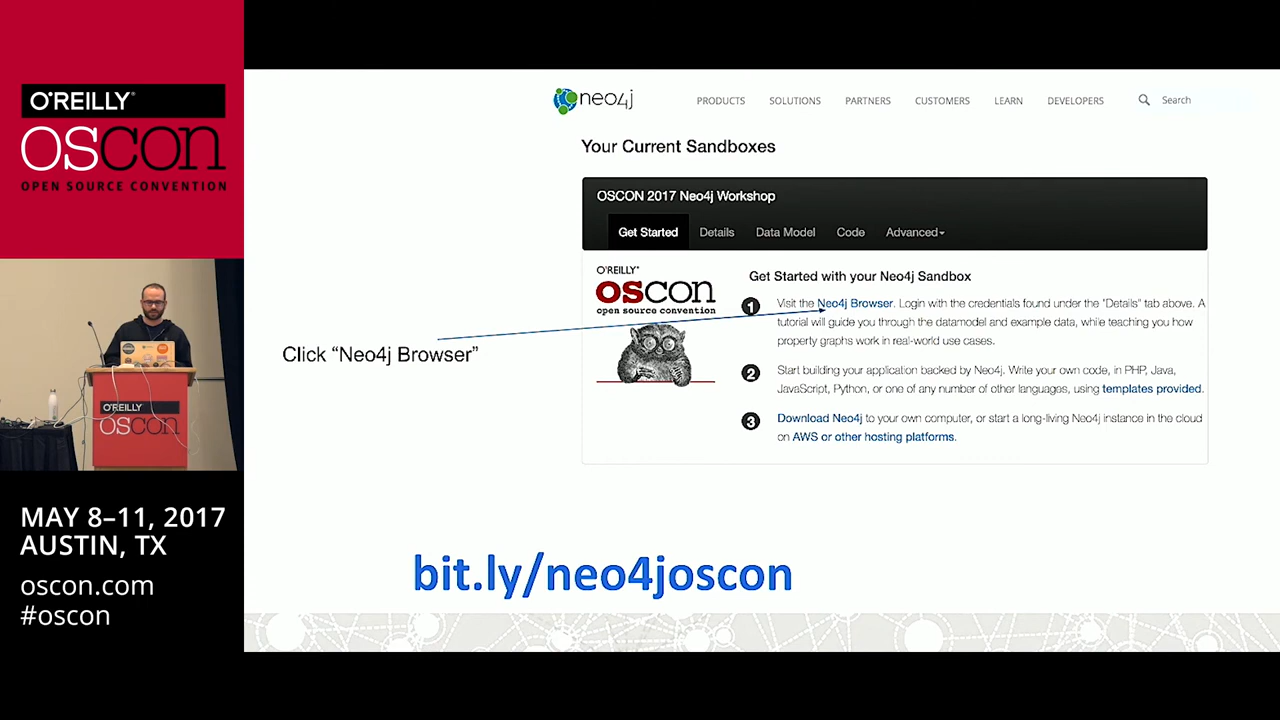 O'REILLY®
OSCON
OPEN SOURCE CONVENTION
O'REILLY
OSCON
MAY 8–11, 2017
AUSTIN, TX
oscon.com
#oscon
neo4j
PRODUCTS SOLUTIONS PARTNERS CUSTOMERS LEARN DEVELOPERS Search
Your Current Sandboxes
OSCON 2017 Neo4j Workshop
Get Started Details Data Model Code Advanced
O'REILLY®
OSCON
open source convention
Get Started with your Neo4j Sandbox
1 Visit the Neo4j Browser. Login with the credentials found under the "Details" tab above. A
tutorial will guide you through the datamodel and example data, while teaching you how
property graphs work in real-world use cases.
2 Start building your application backed by Neo4j. Write your own code, in PHP, Java,
JavaScript, Python, or one of any number of other languages, using templates provided.
3 Download Neo4j to your own computer, or start a long-living Neo4j instance in the cloud
on AWS or other hosting platforms.
Click “Neo4j Browser”
bit.ly/neo4joscon